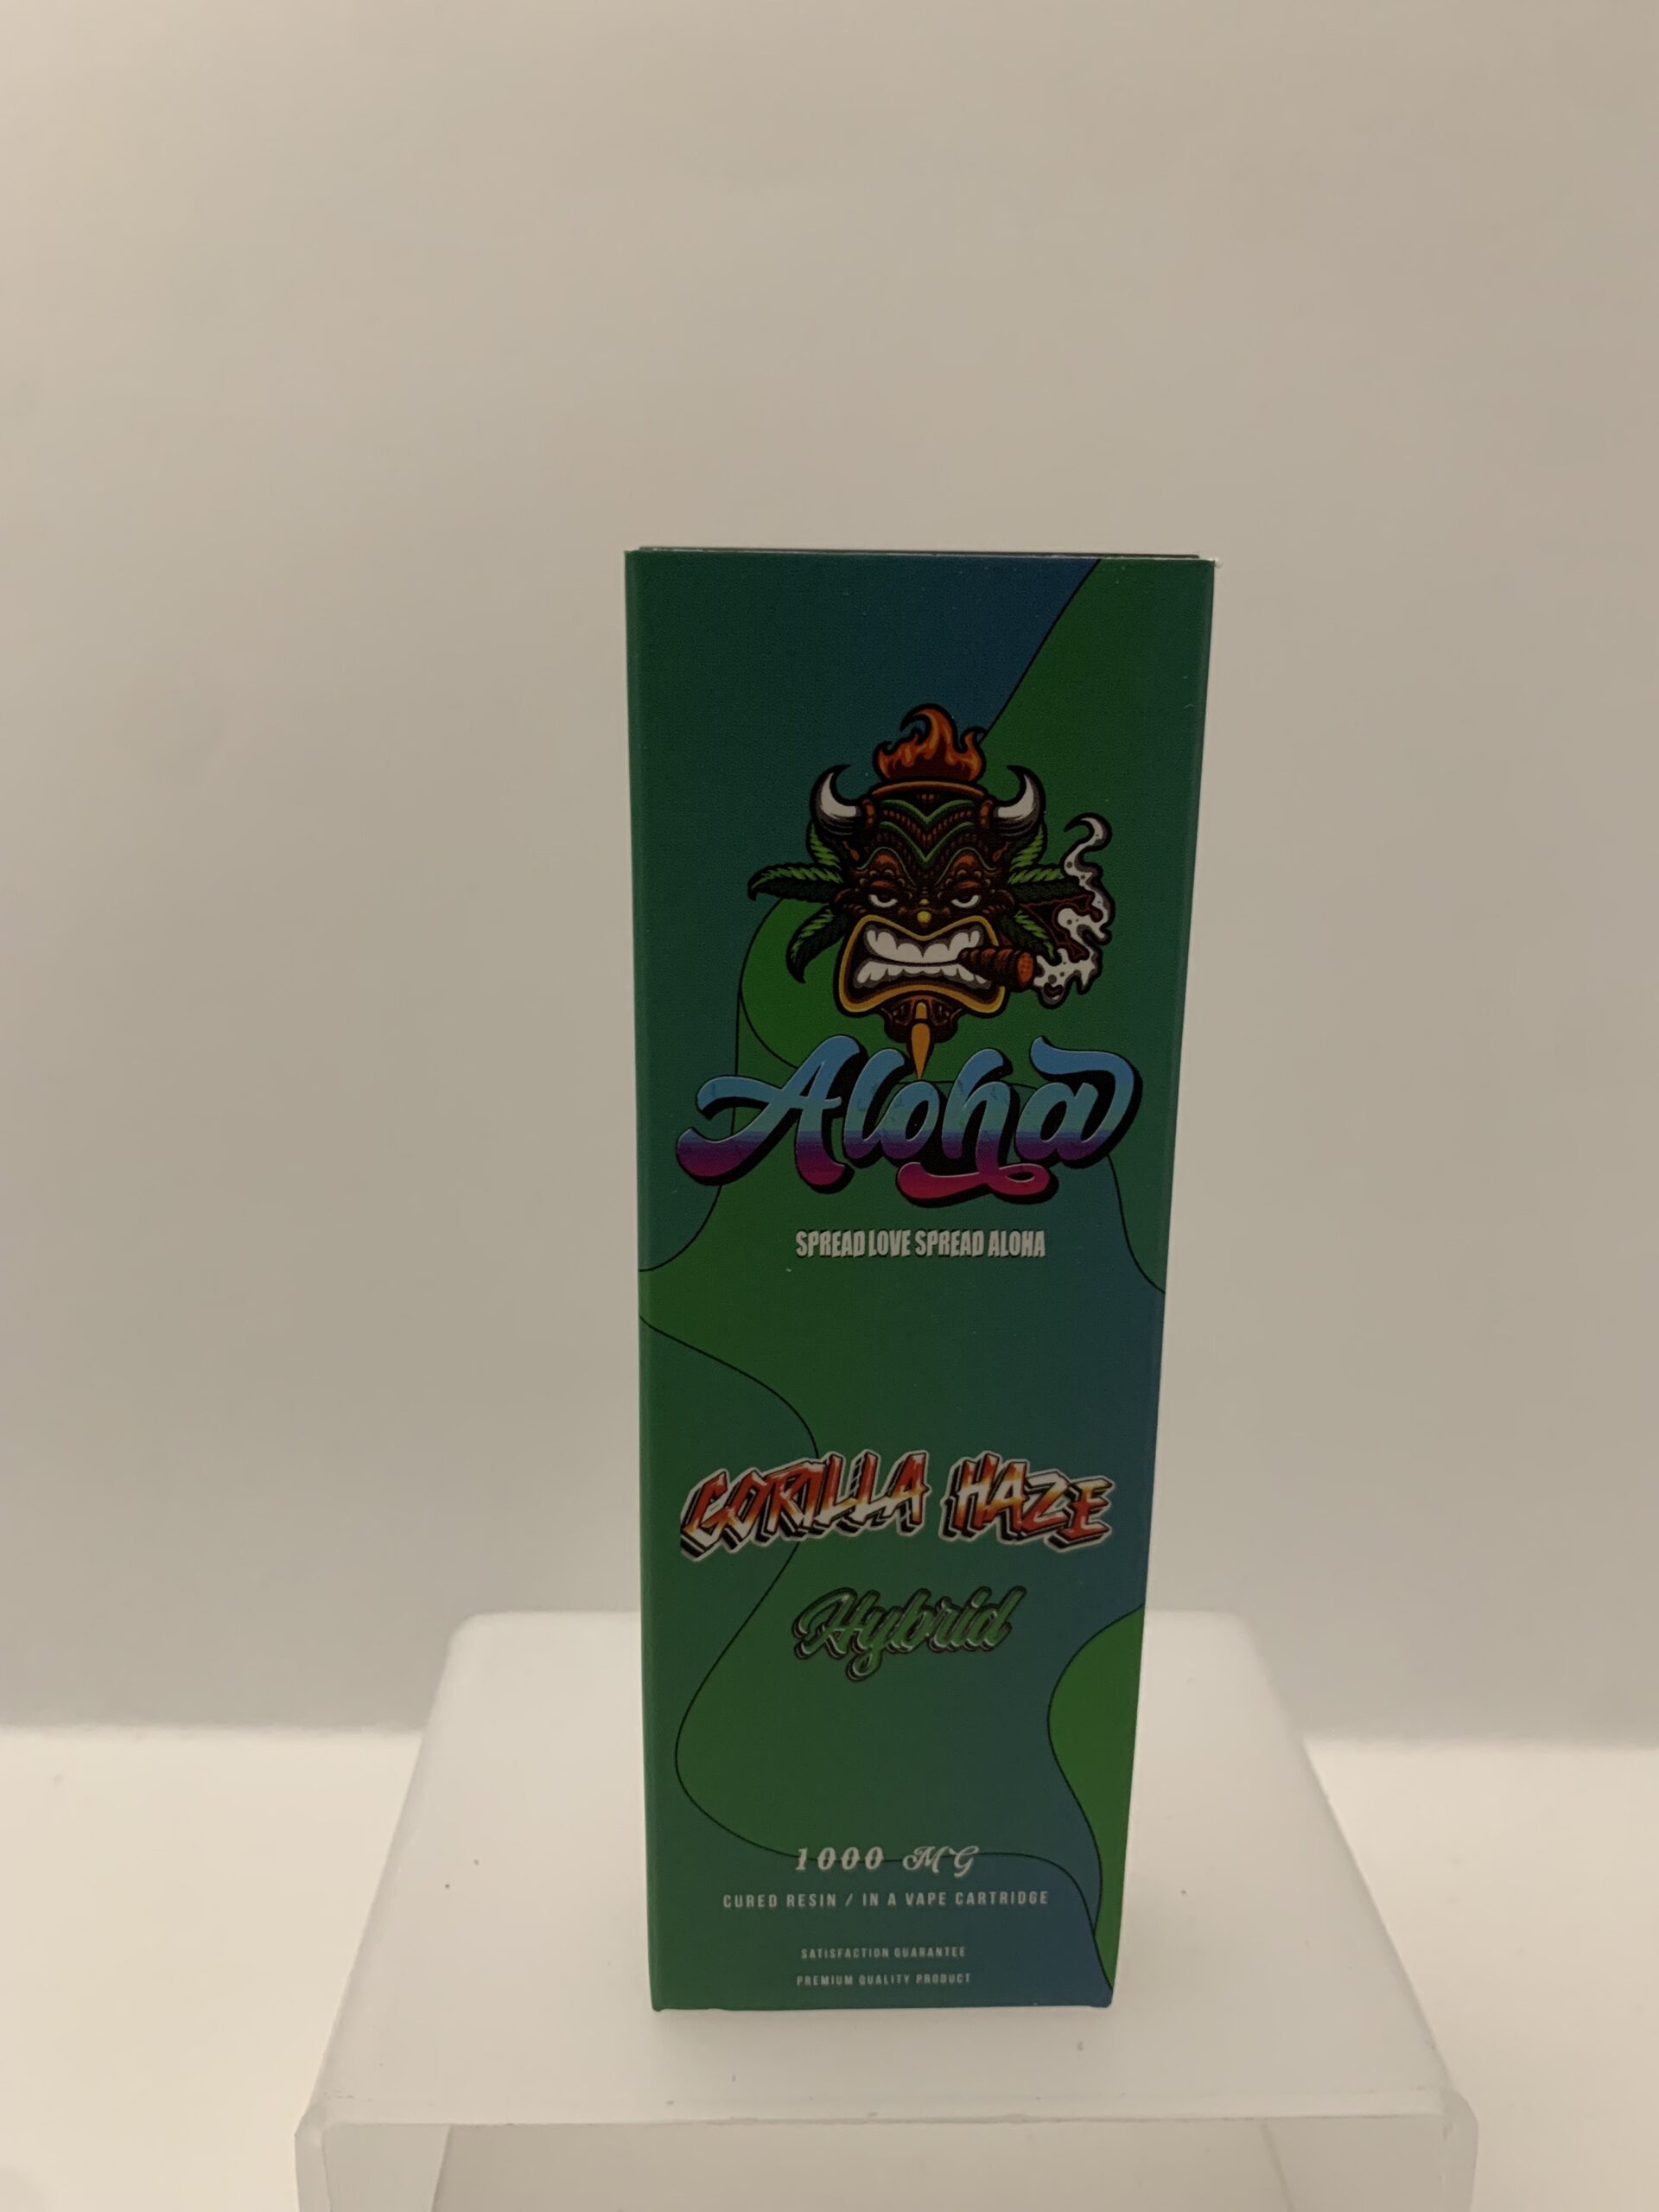 Aloha
SPREAD LOVE SPREAD ALOHA
GORILLA HAZE
Hybrid
1000 MG
CURED RESIN / IN A VAPE CARTRIDGE
SATISFACTION GUARANTEE
PREMIUM QUALITY PRODUCT